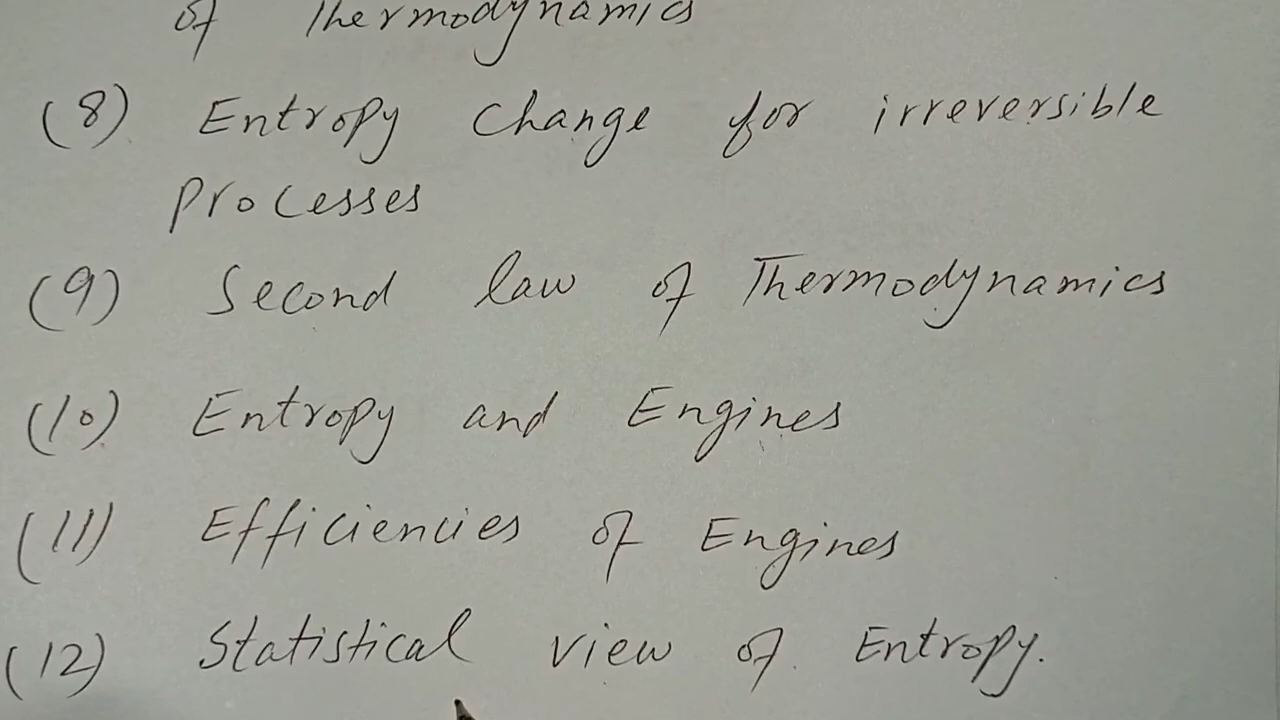 of Thermodynamics
(8) Entropy Change for irreversible
Processes
(9) Second law of Thermodynamics
(10) Entropy and Engines
(11) Efficiencies of Engines
(12) Statistical view of Entropy.